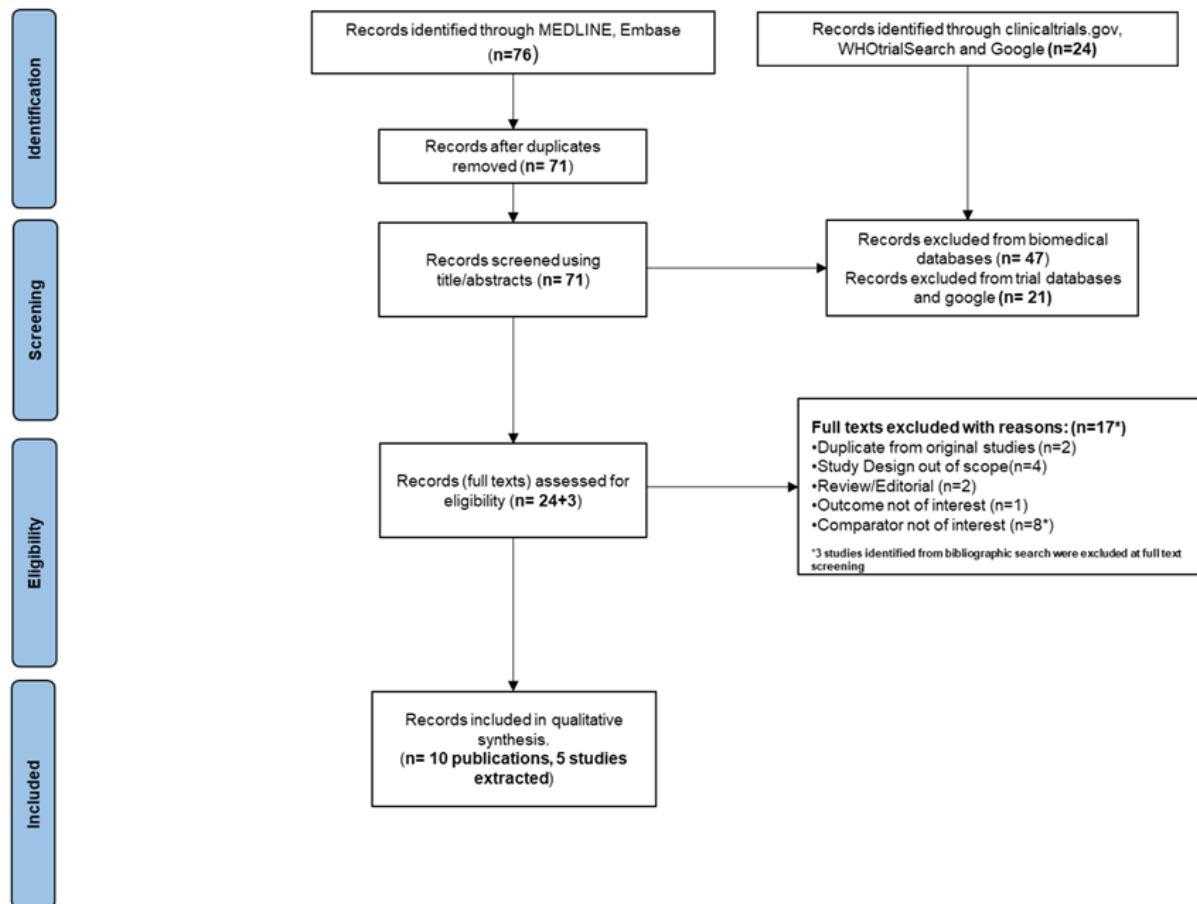 Identification
Records identified through MEDLINE, Embase
(n=76)
Records identified through clinicaltrials.gov,
WHOtrialSearch and Google (n=24)
Records after duplicates
removed (n= 71)
Screening
Records screened using
title/abstracts (n= 71)
Records excluded from biomedical
databases (n= 47)
Records excluded from trial databases
and google (n= 21)
Eligibility
Records (full texts) assessed for
eligibility (n= 24+3)
Full texts excluded with reasons: (n=17*)
•Duplicate from original studies (n=2)
•Study Design out of scope(n=4)
•Review/Editorial (n=2)
•Outcome not of interest (n=1)
•Comparator not of interest (n=8*)
*3 studies identified from bibliographic search were excluded at full text
screening
Included
Records included in qualitative
synthesis.
(n= 10 publications, 5 studies
extracted)